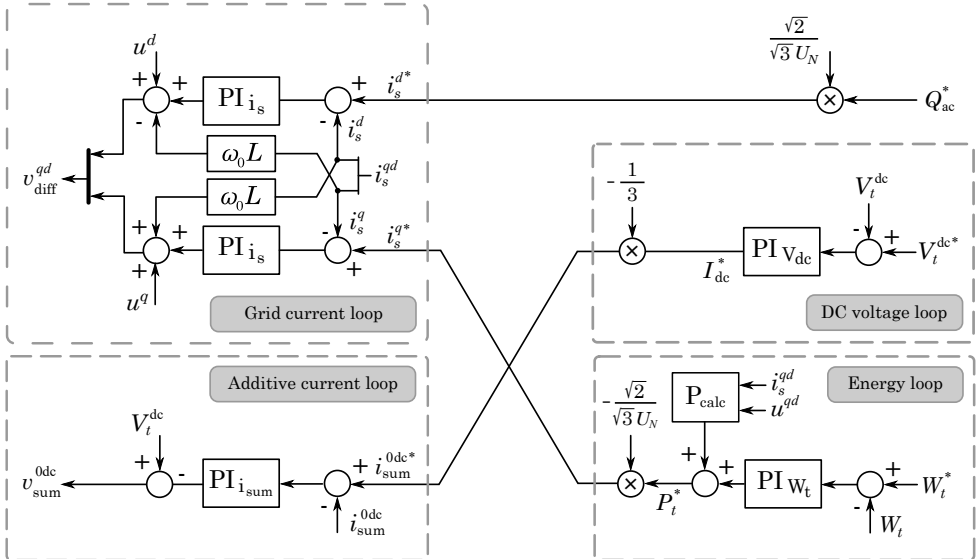 u^d
+ + PI i_s i_s^{d*} +
- - i_s^d
ω_0 L
v_diff^{qd} i_s^{qd}
ω_0 L
+ + PI i_s - i_s^q i_s^{q*}
+ +
u^q
Grid current loop
√2
√3 U_N
×
Q_ac^*
- 1
3
×
I_dc^*
PI V_dc
V_t^{dc}
- +
V_t^{dc*}
DC voltage loop
Additive current loop
V_t^{dc}
+ -
v_sum^{0dc}
PI i_sum
+ i_sum^{0dc*}
- i_sum^{0dc}
Energy loop
- √2
√3 U_N
×
P_t^*
P_calc
i_s^{qd}
u^{qd}
+ +
PI W_t
+
W_t^*
-
W_t